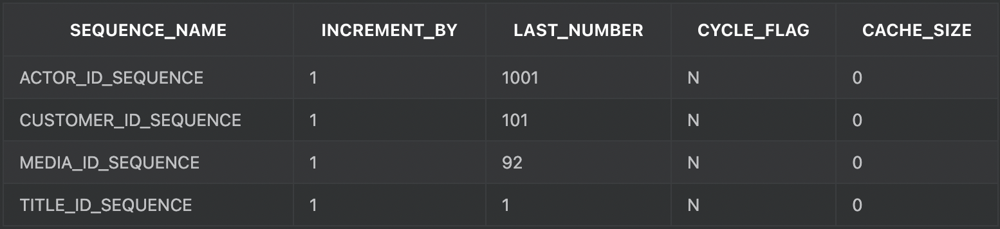 SEQUENCE_NAME INCREMENT_BY LAST_NUMBER CYCLE_FLAG CACHE_SIZE
ACTOR_ID_SEQUENCE 1 1001 N 0
CUSTOMER_ID_SEQUENCE 1 101 N 0
MEDIA_ID_SEQUENCE 1 92 N 0
TITLE_ID_SEQUENCE 1 1 N 0